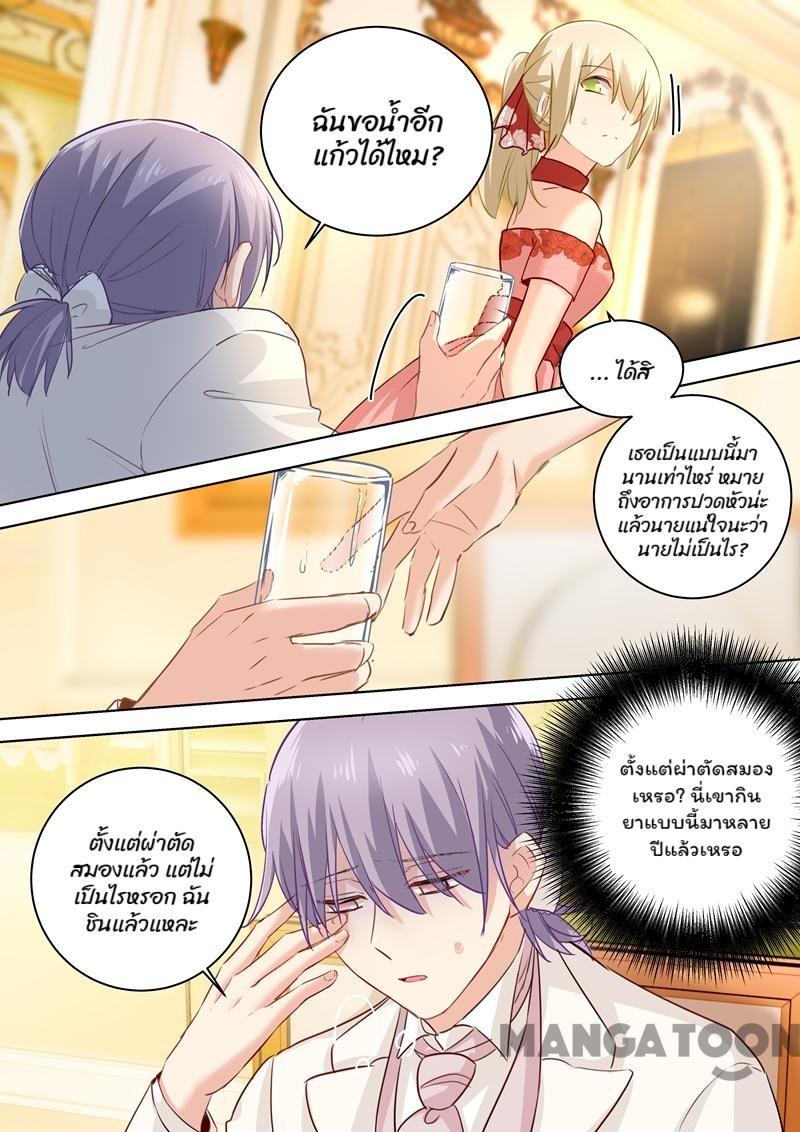 ฉันขอน้ำอีก
แก้วได้ไหม?
... ได้สิ
เธอเป็นแบบนี้มา
นานเท่าไหร่ หมาย
ถึงอาการปวดหัวน่ะ
แล้วนายแน่ใจนะว่า
นายไม่เป็นไร?
ตั้งแต่ผ่าตัดสมอง
เหรอ? นี่เขากิน
ยาแบบนี้มาหลาย
ปีแล้วเหรอ
ตั้งแต่ผ่าตัด
สมองแล้ว แต่ไม่
เป็นไรหรอก ฉัน
ชินแล้วแหละ
MANGATOON